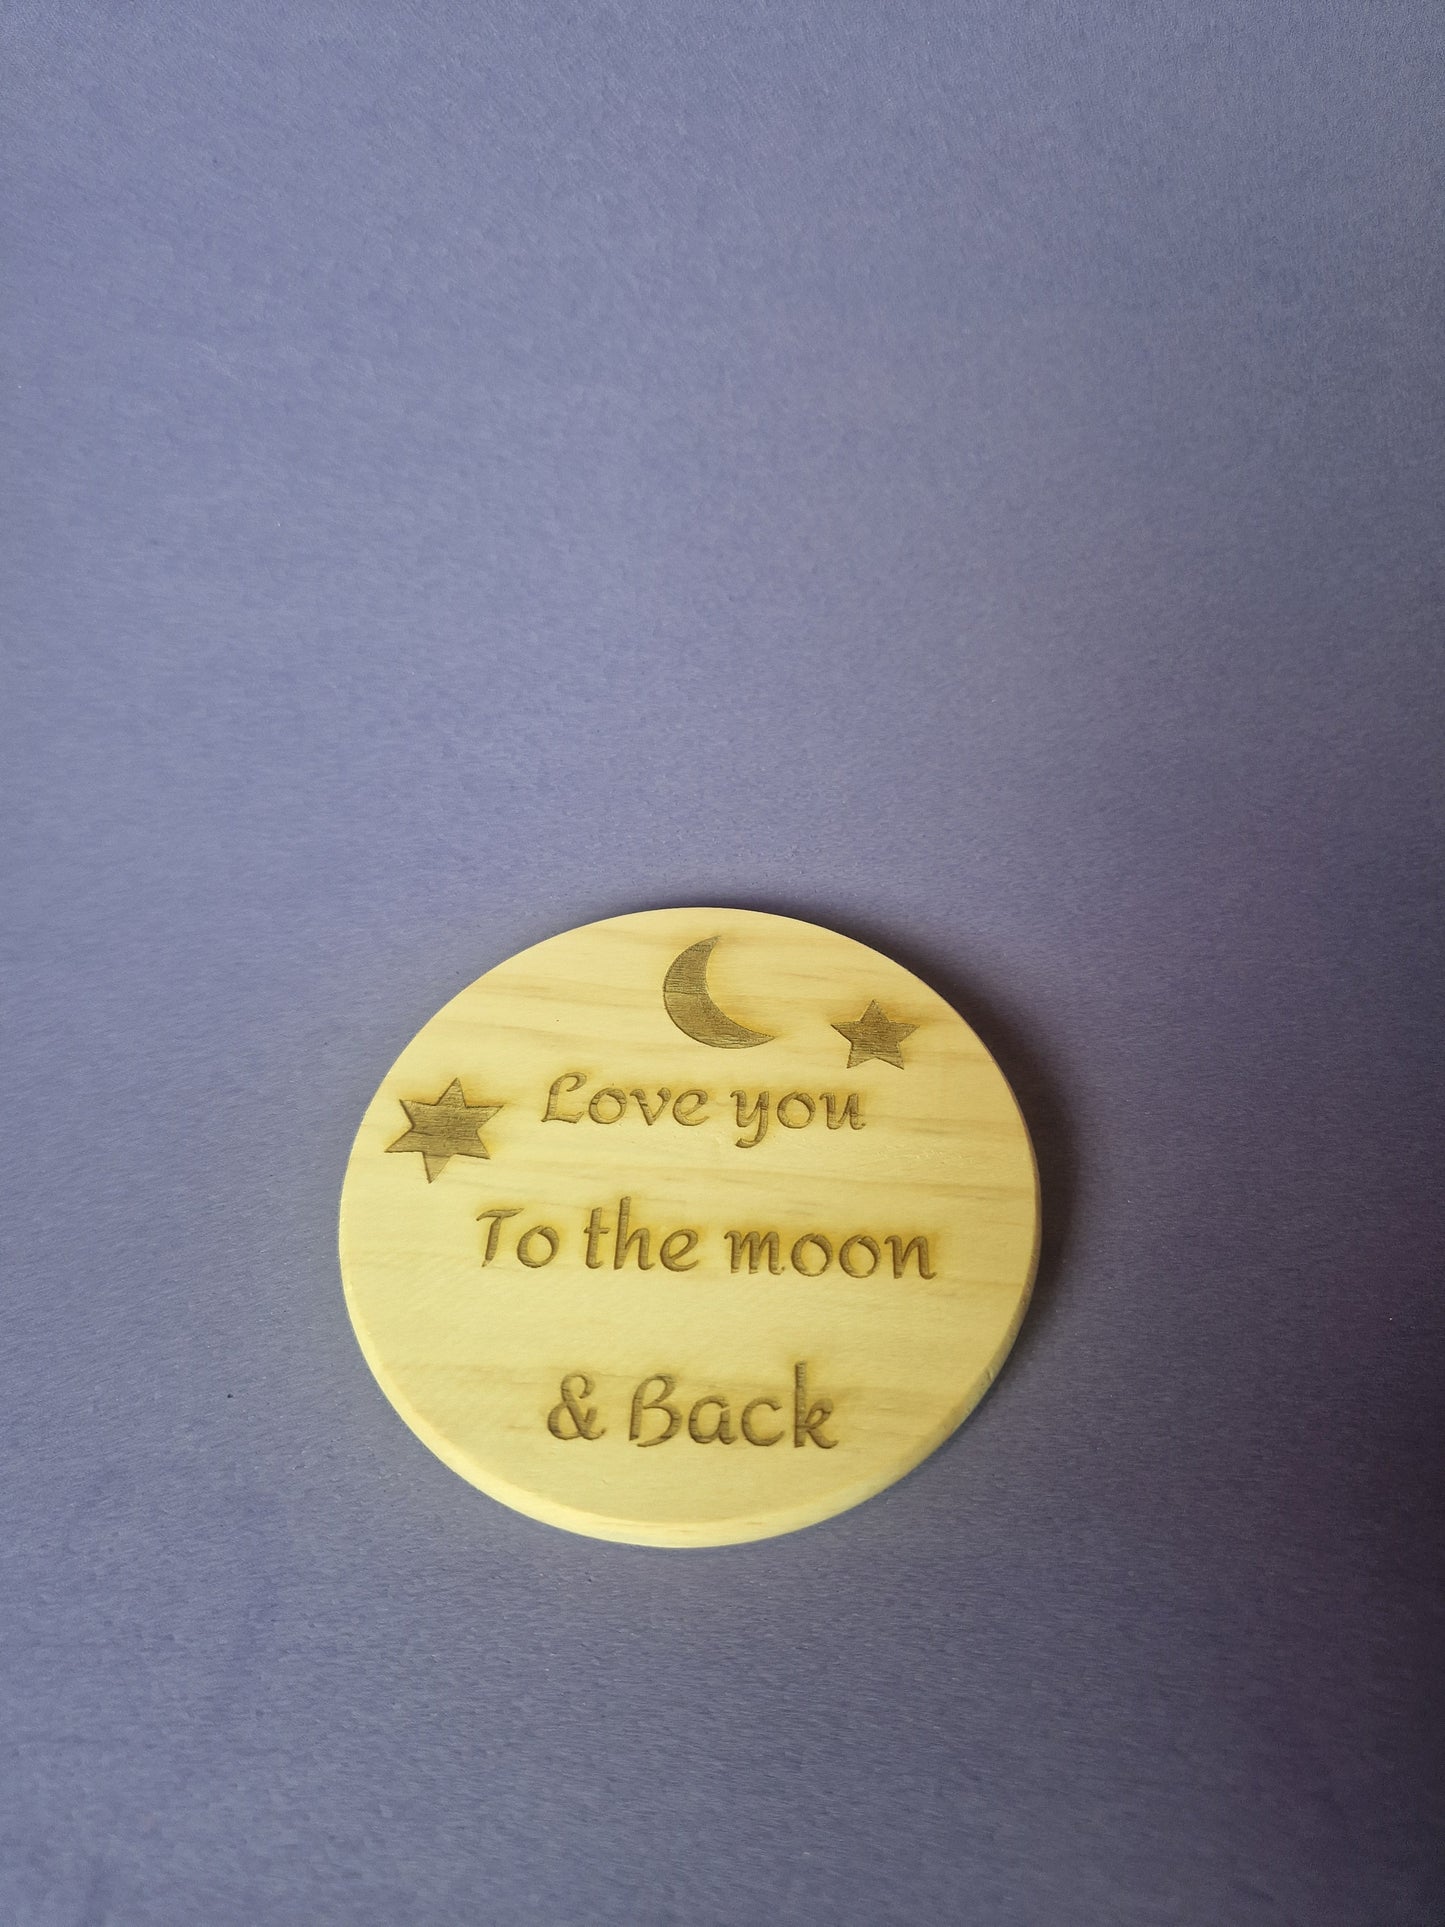 Love you
To the moon
& Back